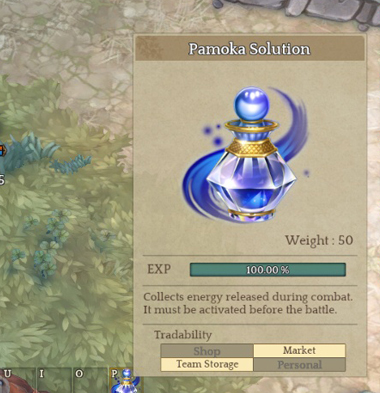 Pamoka Solution
Weight : 50
EXP 100.00 %
Collects energy released during combat.
It must be activated before the battle.
Tradability
Shop Market
Team Storage Personal
5
U I O P